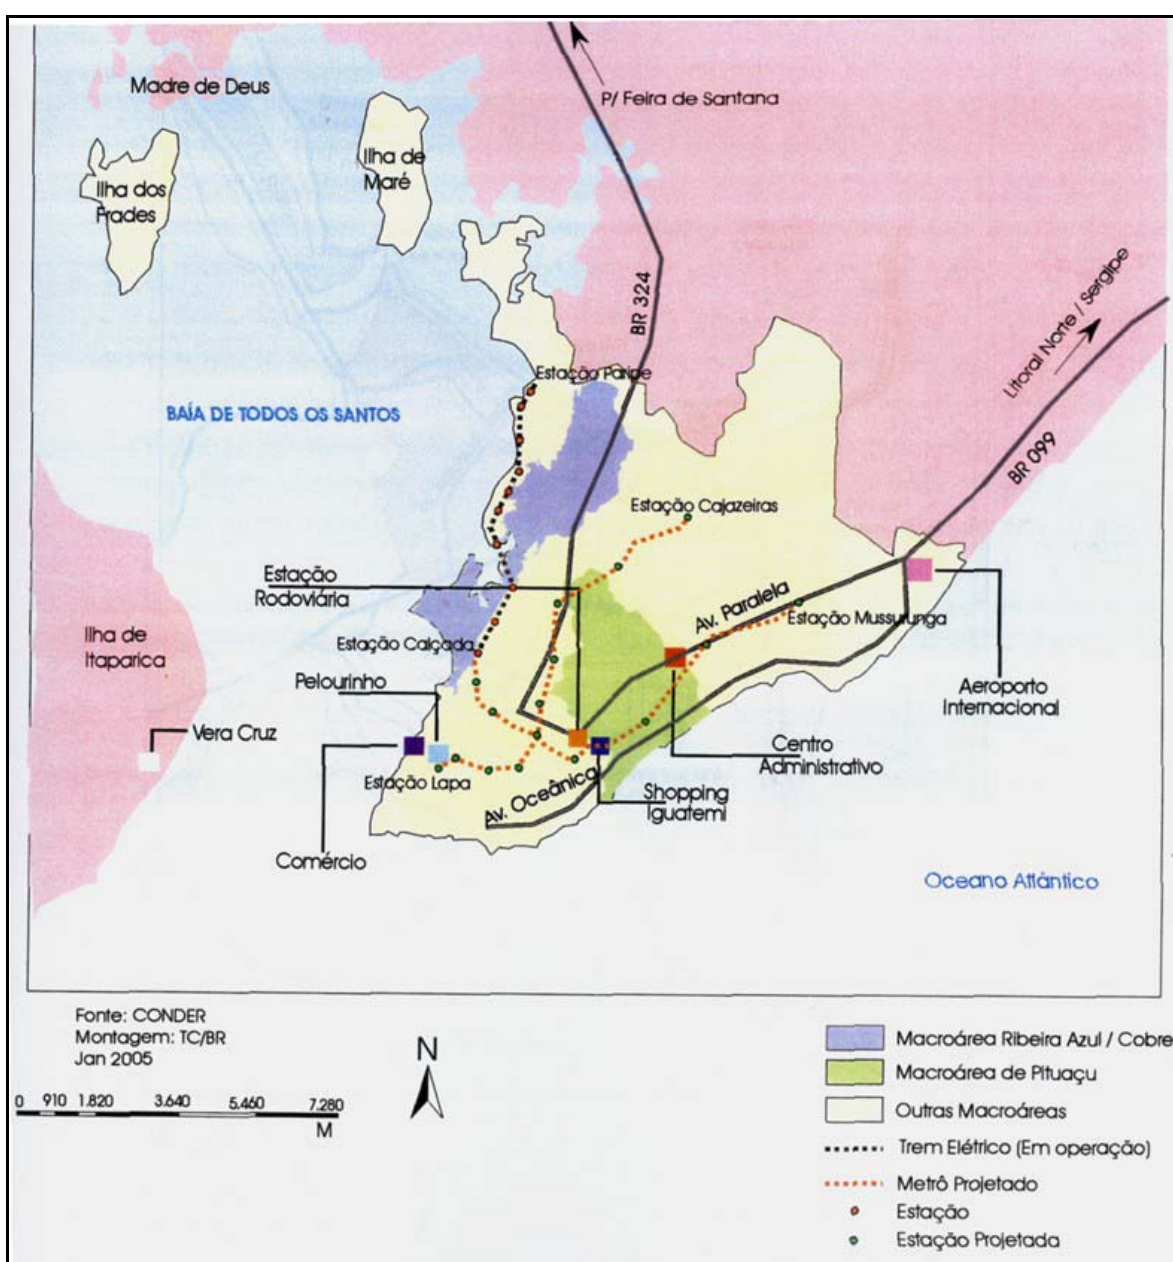 P/ Feira de Santana
Madre de Deus
Ilha de
Maré
Ilha dos
Frades
BR 324
Litoral Norte / Sergipe
BR 099
Estação Paripe
BAÍA DE TODOS OS SANTOS
Estação Cajazeiras
Estação
Rodoviária
Av. Paralela
Estação Mussurunga
Ilha de
Itaparica
Estação Calçada
Pelourinho
Aeroporto
Internacional
Vera Cruz
Centro
Administrativo
Estação Lapa
Av. Oceânica
Shopping
Iguatemi
Comércio
Oceano Atlântico
Fonte: CONDER
Montagem: TC/BR
Jan 2005
N
0 910 1.820 3.640 5.460 7.280
M
Macroárea Ribeira Azul / Cobre
Macroárea de Pituaçu
Outras Macroáreas
Trem Elétrico (Em operação)
Metrô Projetado
Estação
Estação Projetada